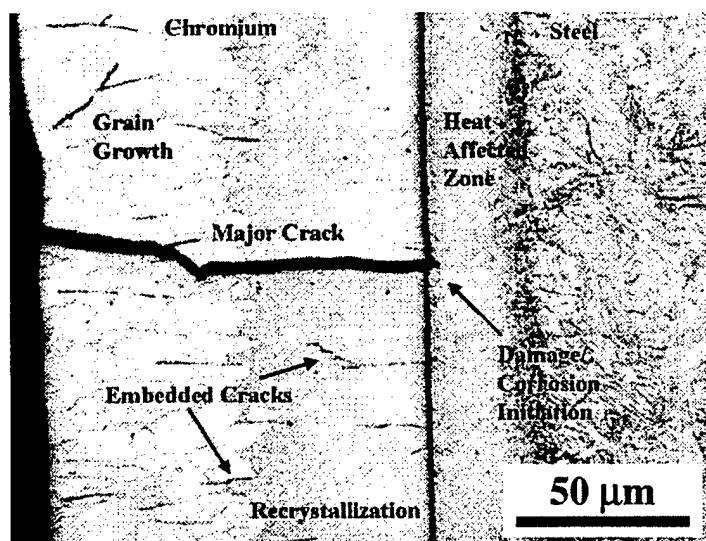 Chromium
Steel
Grain
Growth
Heat
Affected
Zone
Major Crack
Damage/
Corrosion
Initiation
Embedded Cracks
Recrystallization
50 μm